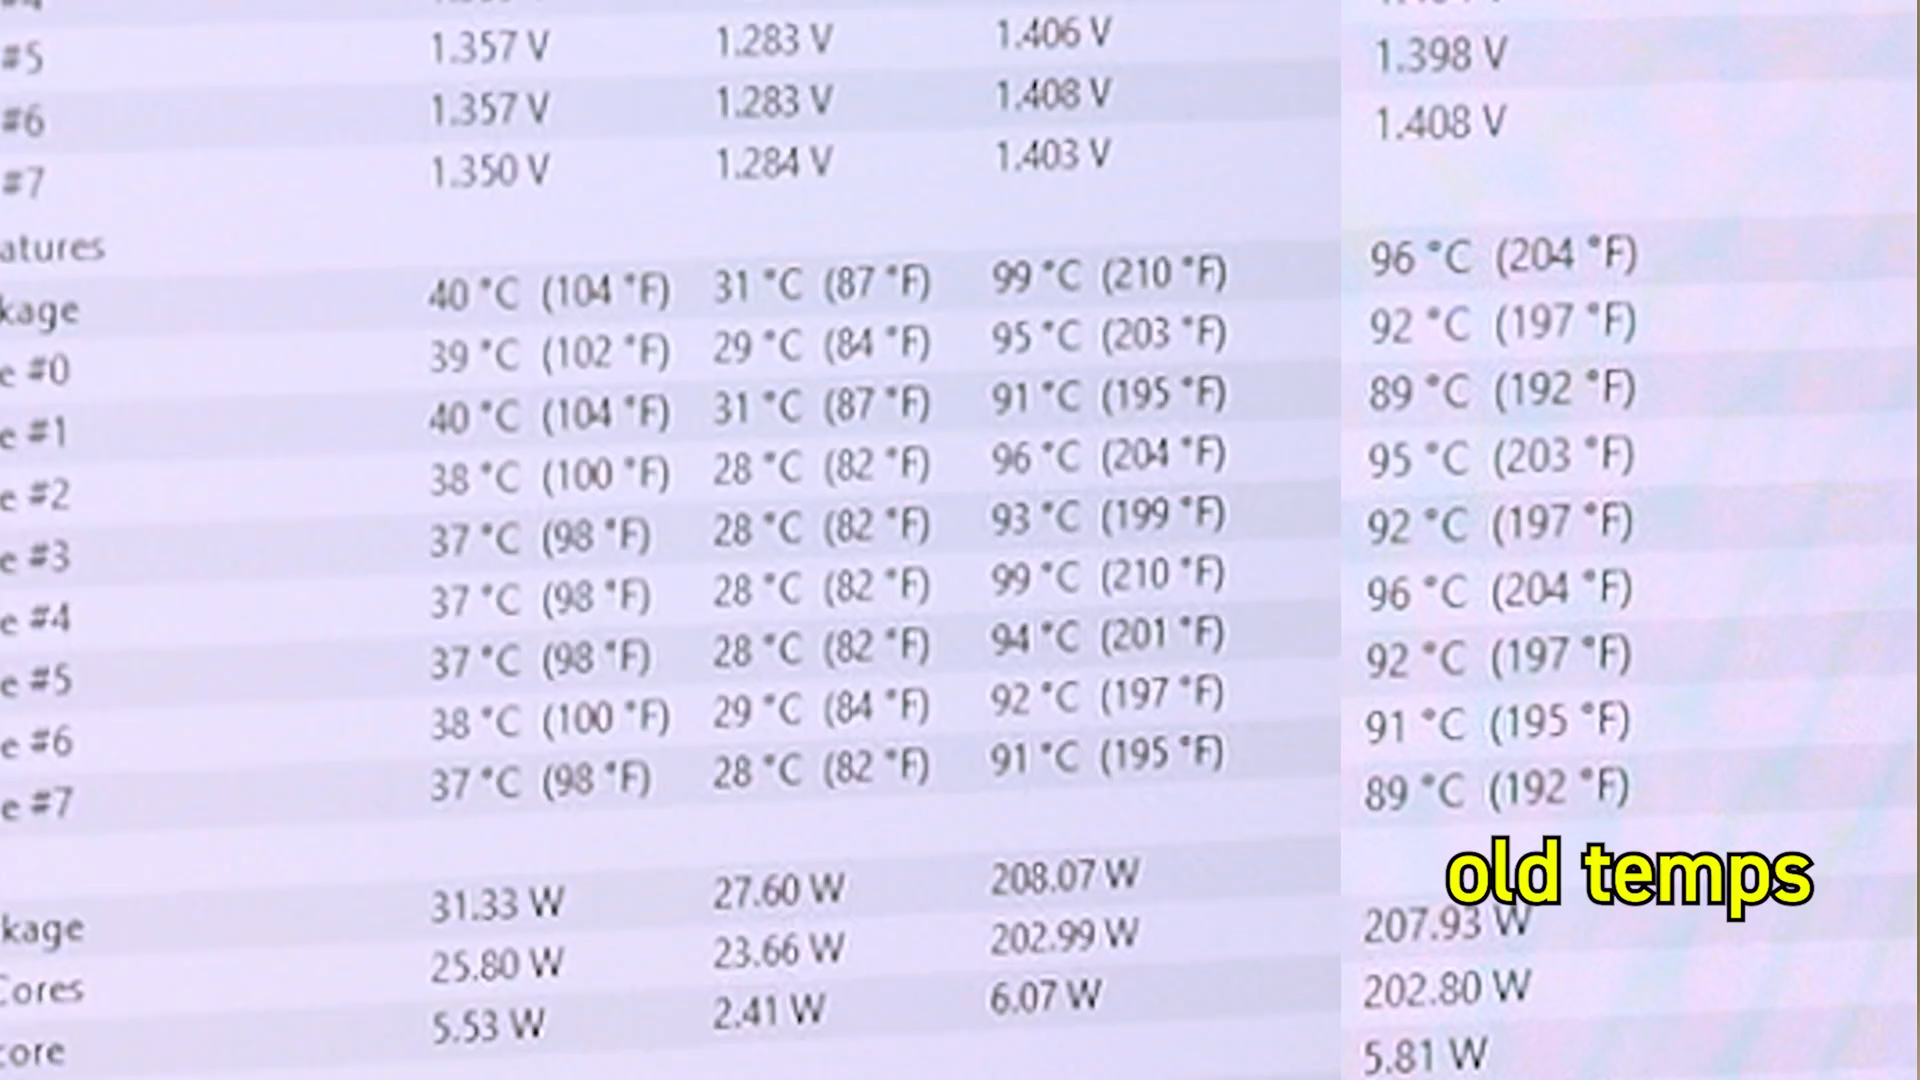 #5 1.357 V 1.283 V 1.406 V 1.398 V
#6 1.357 V 1.283 V 1.408 V 1.408 V
#7 1.350 V 1.284 V 1.403 V
atures
kage 40 °C (104 °F) 31 °C (87 °F) 99 °C (210 °F) 96 °C (204 °F)
e #0 39 °C (102 °F) 29 °C (84 °F) 95 °C (203 °F) 92 °C (197 °F)
e #1 40 °C (104 °F) 31 °C (87 °F) 91 °C (195 °F) 89 °C (192 °F)
e #2 38 °C (100 °F) 28 °C (82 °F) 96 °C (204 °F) 95 °C (203 °F)
e #3 37 °C (98 °F) 28 °C (82 °F) 93 °C (199 °F) 92 °C (197 °F)
e #4 37 °C (98 °F) 28 °C (82 °F) 99 °C (210 °F) 96 °C (204 °F)
e #5 37 °C (98 °F) 28 °C (82 °F) 94 °C (201 °F) 92 °C (197 °F)
e #6 38 °C (100 °F) 29 °C (84 °F) 92 °C (197 °F) 91 °C (195 °F)
e #7 37 °C (98 °F) 28 °C (82 °F) 91 °C (195 °F) 89 °C (192 °F)
old temps
kage 31.33 W 27.60 W 208.07 W 207.93 W
Cores 25.80 W 23.66 W 202.99 W 202.80 W
core 5.53 W 2.41 W 6.07 W 5.81 W